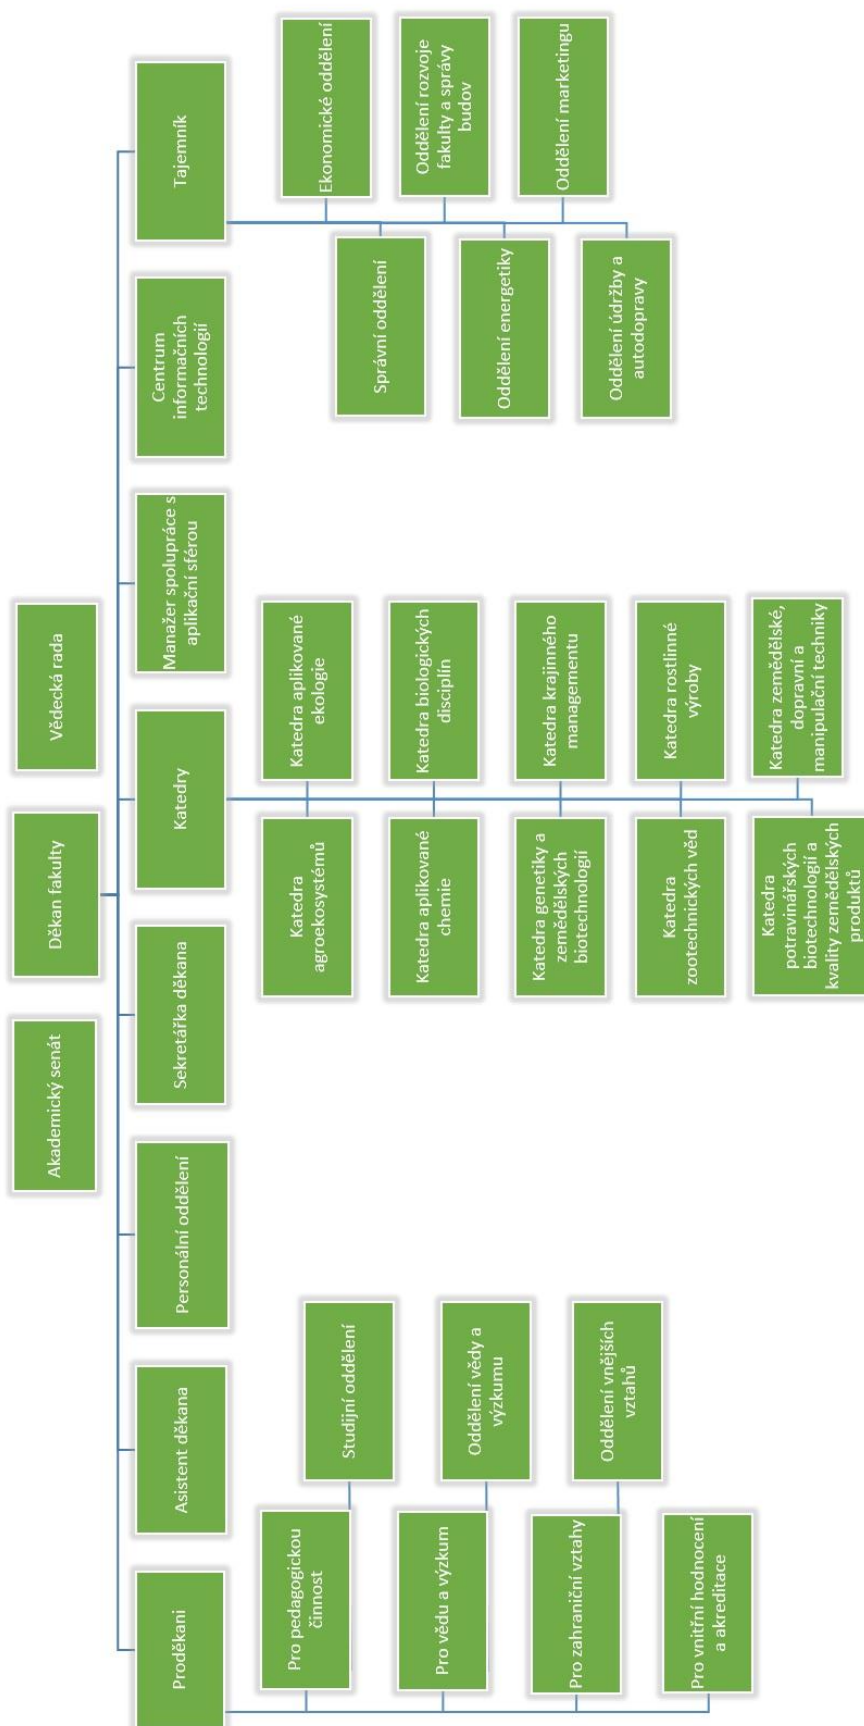 Akademický senát
Děkan fakulty
Vědecká rada
Proděkani
Asistent děkana
Personální oddělení
Sekretářka děkana
Katedry
Manažer spolupráce s
aplikační sférou
Centrum
informačních
technologií
Tajemník
Pro pedagogickou
činnost
Studijní oddělení
Pro vědu a výzkum
Oddělení vědy a
výzkumu
Pro zahraniční vztahy
Oddělení vnějších
vztahů
Pro vnitřní hodnocení
a akreditace
Katedra
agroekosystémů
Katedra aplikované
ekologie
Katedra aplikované
chemie
Katedra biologických
disciplín
Katedra genetiky a
zemědělských
biotechnologií
Katedra krajinného
managementu
Katedra
zootechnických věd
Katedra rostlinné
výroby
Katedra
potravinářských
biotechnologií a
kvality zemědělských
produktů
Katedra zemědělské,
dopravní a
manipulační techniky
Ekonomické oddělení
Správní oddělení
Oddělení rozvoje
fakulty a správy
budov
Oddělení energetiky
Oddělení marketingu
Oddělení údržby a
autodopravy